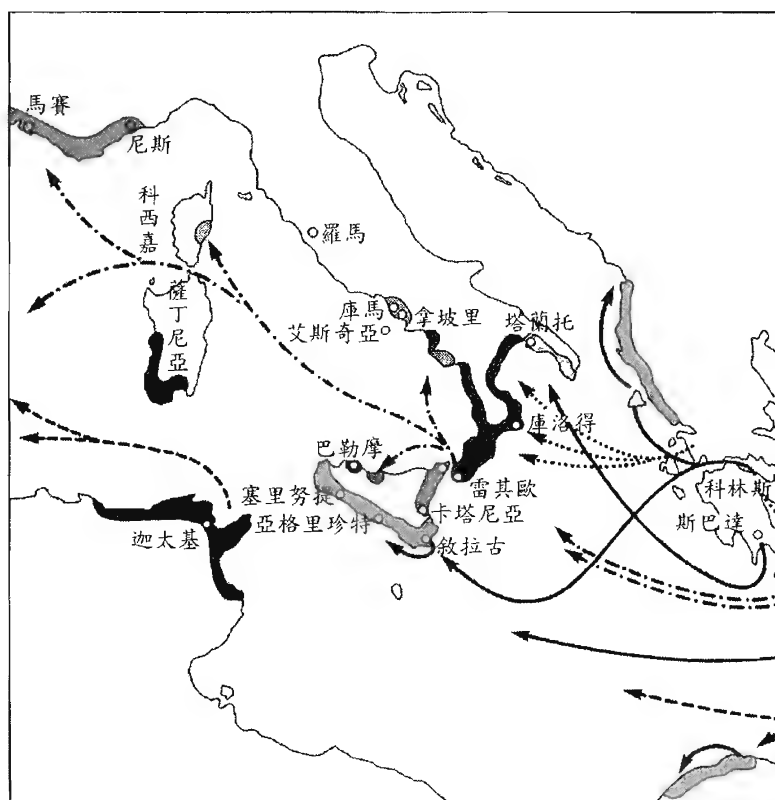 馬賽
尼斯
科西嘉
羅馬
薩丁尼亞
庫馬
拿坡里
艾斯奇亞
塔蘭托
庫洛得
巴勒摩
雷其歐
科林斯
塞里努提
卡塔尼亞
斯巴達
迦太基
亞格里珍特
敘拉古